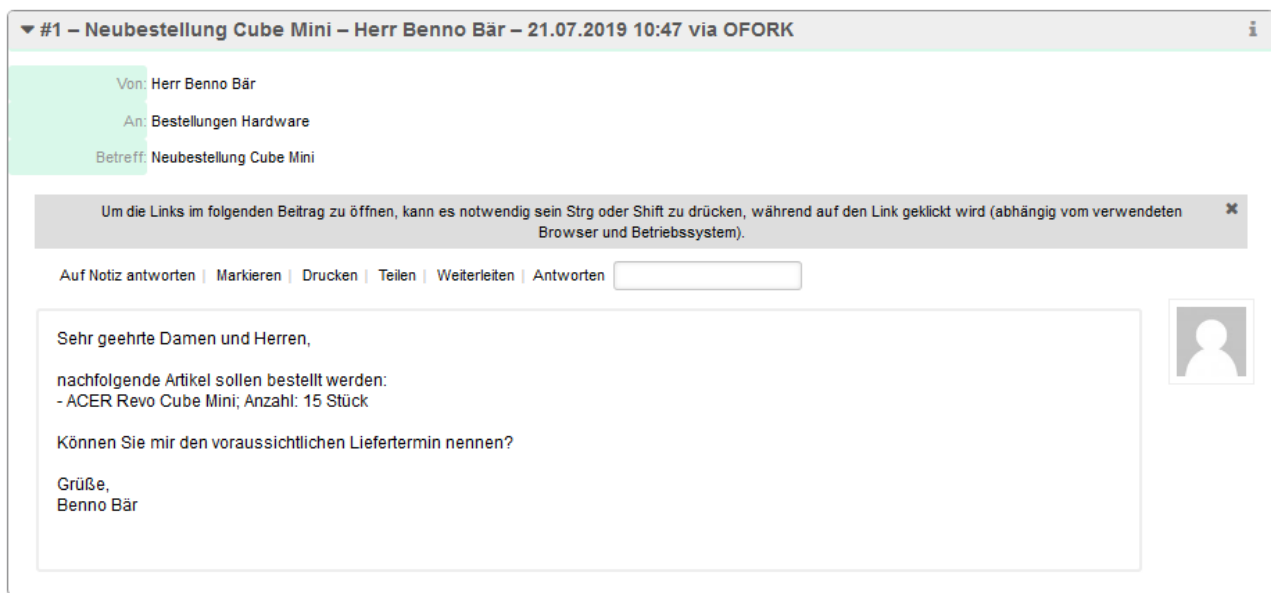 #1 – Neubestellung Cube Mini – Herr Benno Bär – 21.07.2019 10:47 via OFORK
Von: Herr Benno Bär
An: Bestellungen Hardware
Betreff: Neubestellung Cube Mini
Um die Links im folgenden Beitrag zu öffnen, kann es notwendig sein Strg oder Shift zu drücken, während auf den Link geklickt wird (abhängig vom verwendeten
Browser und Betriebssystem).
Auf Notiz antworten | Markieren | Drucken | Teilen | Weiterleiten | Antworten
Sehr geehrte Damen und Herren,
nachfolgende Artikel sollen bestellt werden:
- ACER Revo Cube Mini; Anzahl: 15 Stück
Können Sie mir den voraussichtlichen Liefertermin nennen?
Grüße,
Benno Bär